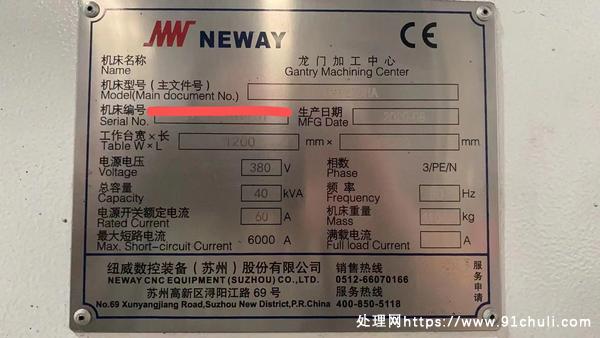 NEWAY CE
机床名称 龙门加工中心
Name Gantry Machining Center
机床型号（主文件号）
Model(Main document No.)
机床编号 生产日期
Serial No. MFG Date
工作台宽×长 1200 mm × mm
Table W×L
电源电压 380 V 相数 3/PE/N
Voltage Phase
总容量 40 kVA 频率 Hz
Capacity Frequency
电源开关额定电流 60 A 机床重量 kg
Rated Current Mass
最大短路电流 6000 A 满载电流 A
Max. Short-circuit Current Full load Current
纽威数控装备（苏州）股份有限公司 销售热线
NEWAY CNC EQUIPMENT (SUZHOU) CO.,LTD. 0512-66070166
苏州高新区浔阳江路 69 号 服务热线
No.69 Xunyangjiang Road,Suzhou New District,P.R.China 400-850-5118
服务申请
处理网https://www.91chuli.com/